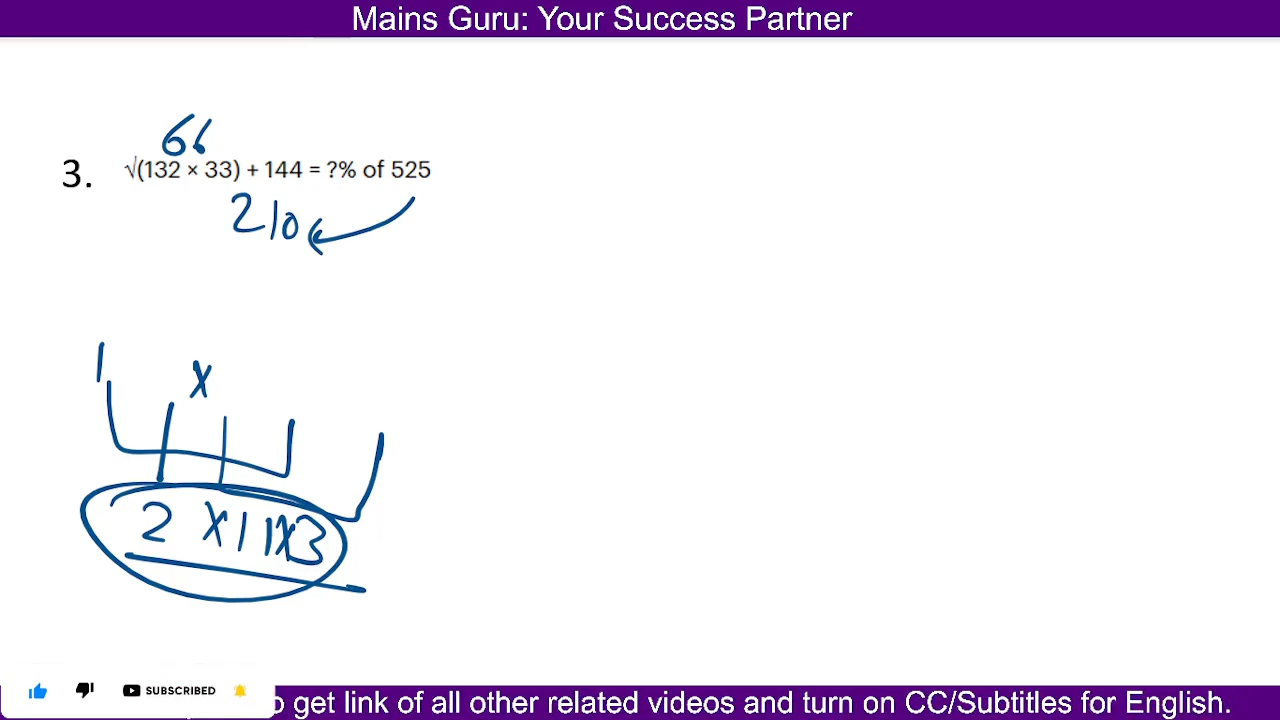 Mains Guru: Your Success Partner
66
3. √(132 × 33) + 144 = ?% of 525
210
x
2 x 11 x 3
SUBSCRIBED
to get link of all other related videos and turn on CC/Subtitles for English.